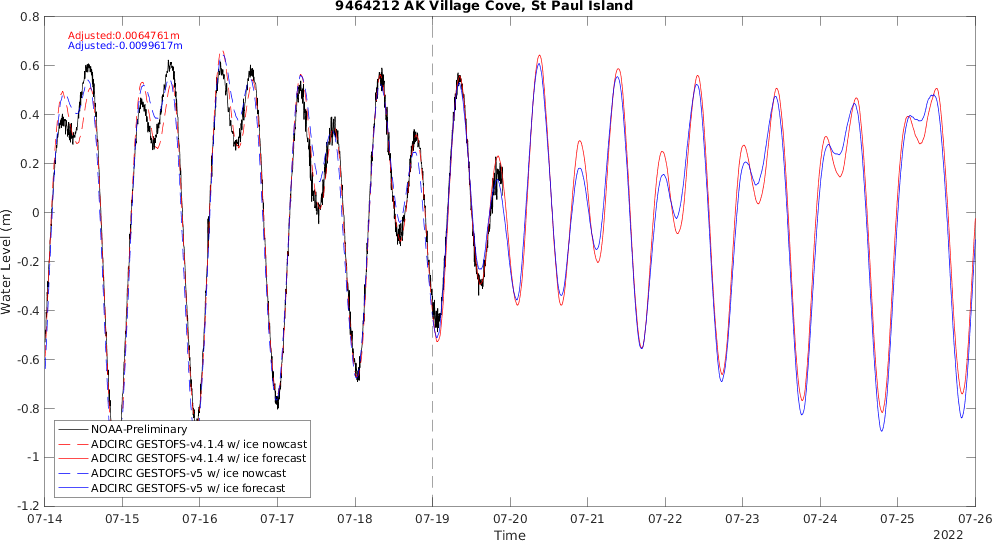 9464212 AK Village Cove, St Paul Island
Adjusted:0.0064761m
Adjusted:-0.0099617m
Water Level (m)
0.8
0.6
0.4
0.2
0
-0.2
-0.4
-0.6
-0.8
-1
-1.2
NOAA-Preliminary
ADCIRC GESTOFS-v4.1.4 w/ ice nowcast
ADCIRC GESTOFS-v4.1.4 w/ ice forecast
ADCIRC GESTOFS-v5 w/ ice nowcast
ADCIRC GESTOFS-v5 w/ ice forecast
07-14 07-15 07-16 07-17 07-18 07-19 07-20 07-21 07-22 07-23 07-24 07-25 07-26
Time
2022